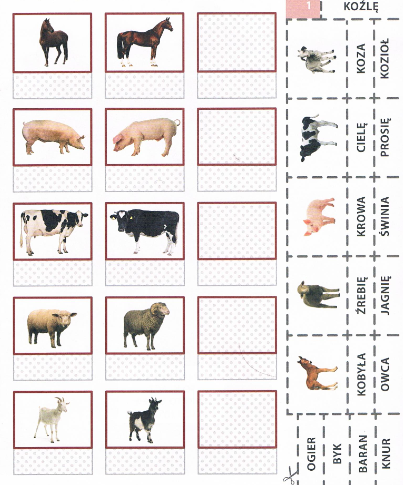 1
KOŹLĘ
KOZA
KOZIOŁ
CIELĘ
PROSIĘ
KROWA
ŚWINIA
ŹREBIĘ
JAGNIĘ
KOBYŁA
OWCA
OGIER
BYK
BARAN
KNUR